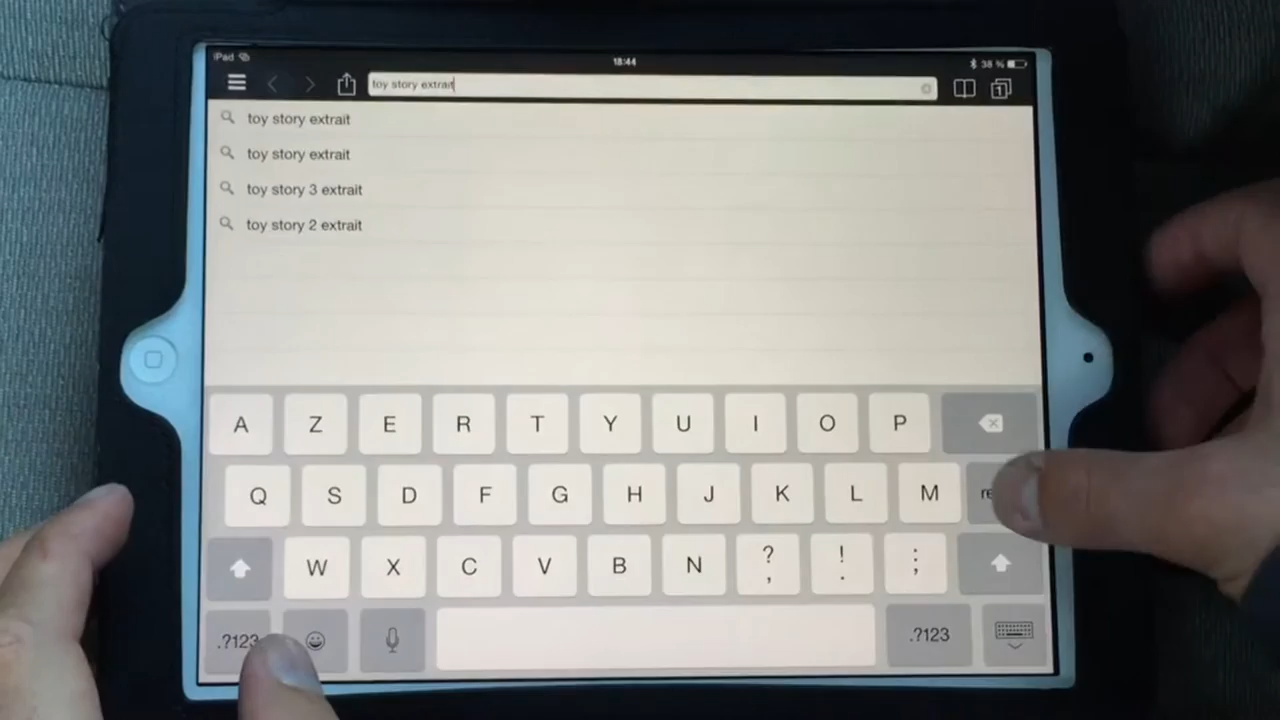 iPad 18:44 38 %
toy story extrait 1
toy story extrait
toy story extrait
toy story 3 extrait
toy story 2 extrait
A Z E R T Y U I O P
Q S D F G H J K L M
W X C V B N ? , ! . ; :
.?123 .?123